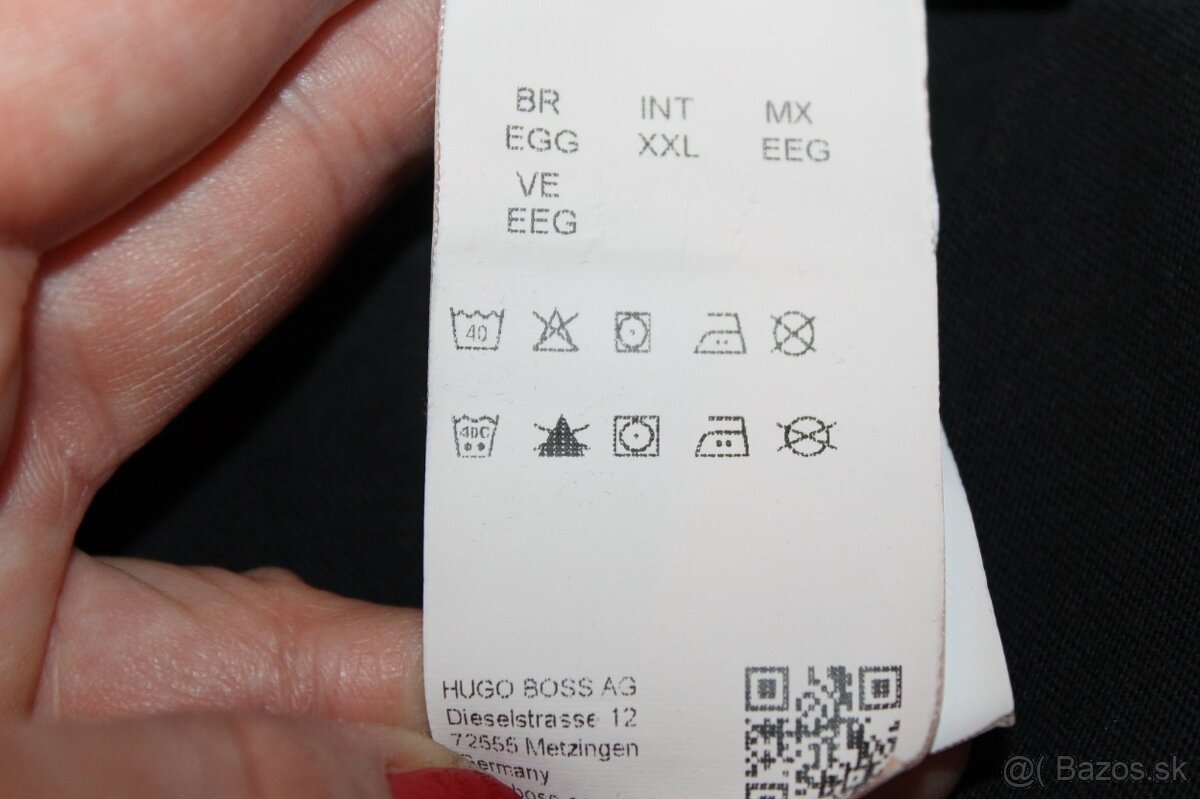 BR INT MX
EGG XXL EEG
VE
EEG
40
40C
HUGO BOSS AG
Dieselstrasse 12
72555 Metzingen
Germany
@( Bazos.sk